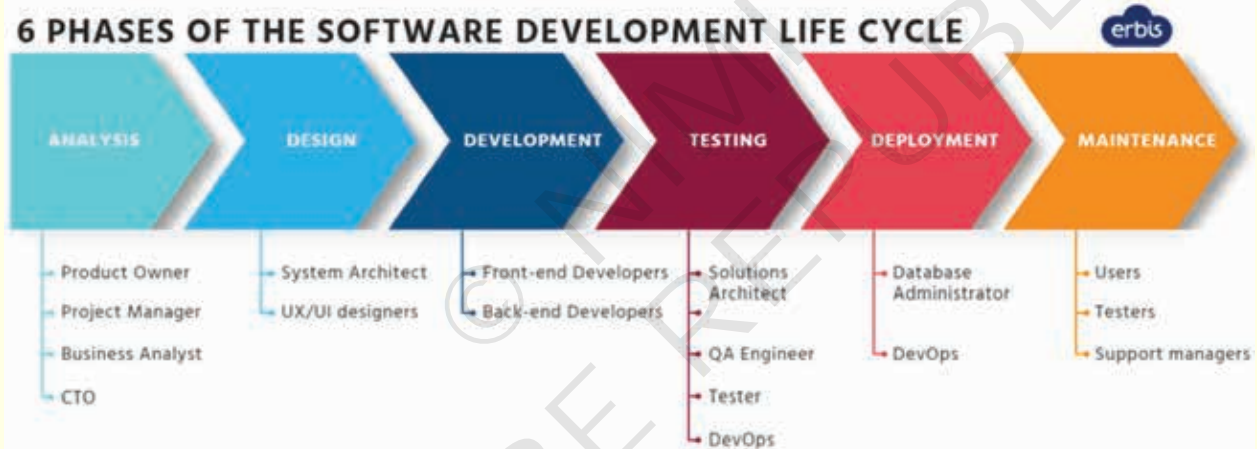 6 PHASES OF THE SOFTWARE DEVELOPMENT LIFE CYCLE
erbis
ANALYSIS
DESIGN
DEVELOPMENT
TESTING
DEPLOYMENT
MAINTENANCE
Product Owner
Project Manager
Business Analyst
CTO
System Architect
UX/UI designers
Front-end Developers
Back-end Developers
Solutions
Architect
QA Engineer
Tester
DevOps
Database
Administrator
DevOps
Users
Testers
Support managers